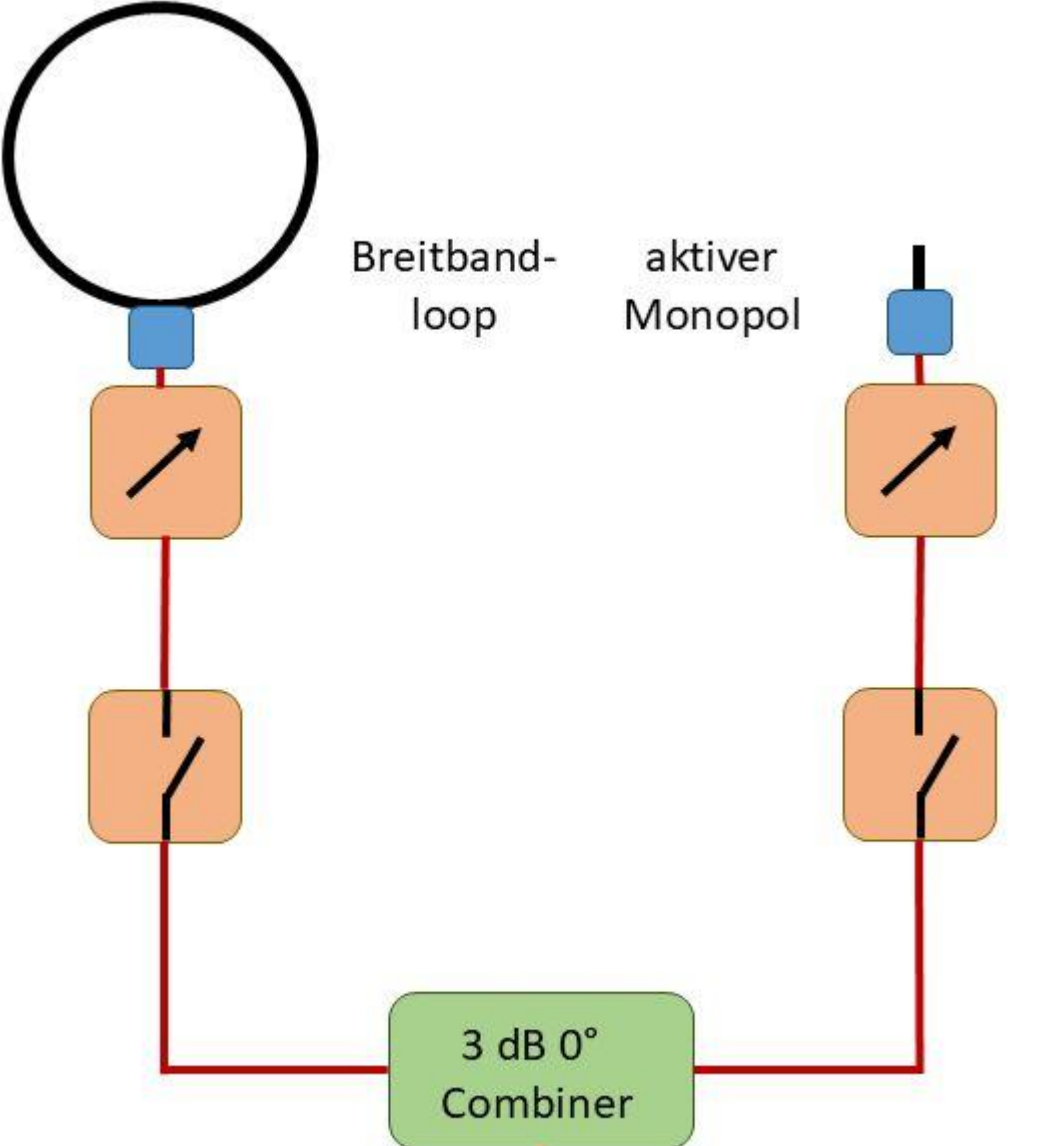 Breitband-
loop
aktiver
Monopol
3 dB 0°
Combiner